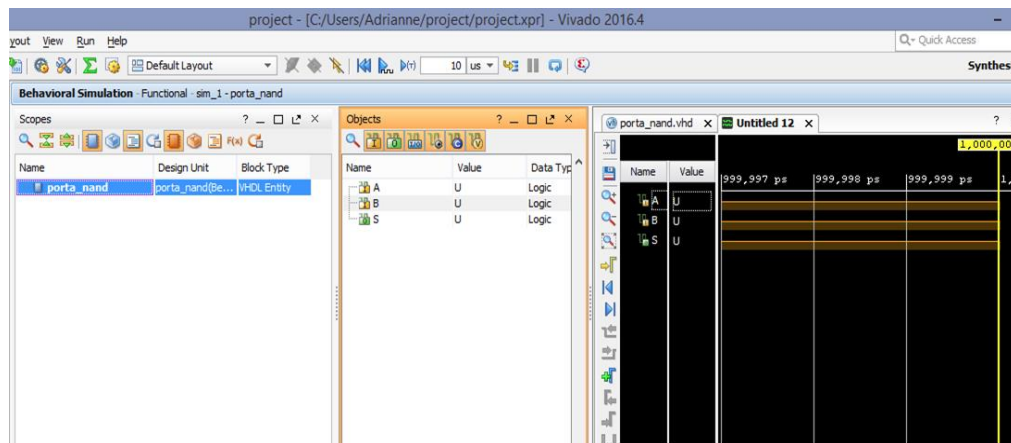 project - [C:/Users/Adrianne/project/project.xpr] - Vivado 2016.4
yout View Run Help
Q- Quick Access
Default Layout 10 us Synthes
Behavioral Simulation - Functional - sim_1 - porta_nand
Scopes
F(x)
Name Design Unit Block Type
porta_nand porta_nand(Be... VHDL Entity
Objects
Name Value Data Typ
A U Logic
B U Logic
S U Logic
porta_nand.vhd x Untitled 12 x
1,000,00
Name Value
999,997 ps 999,998 ps 999,999 ps 1,
A U
B U
S U